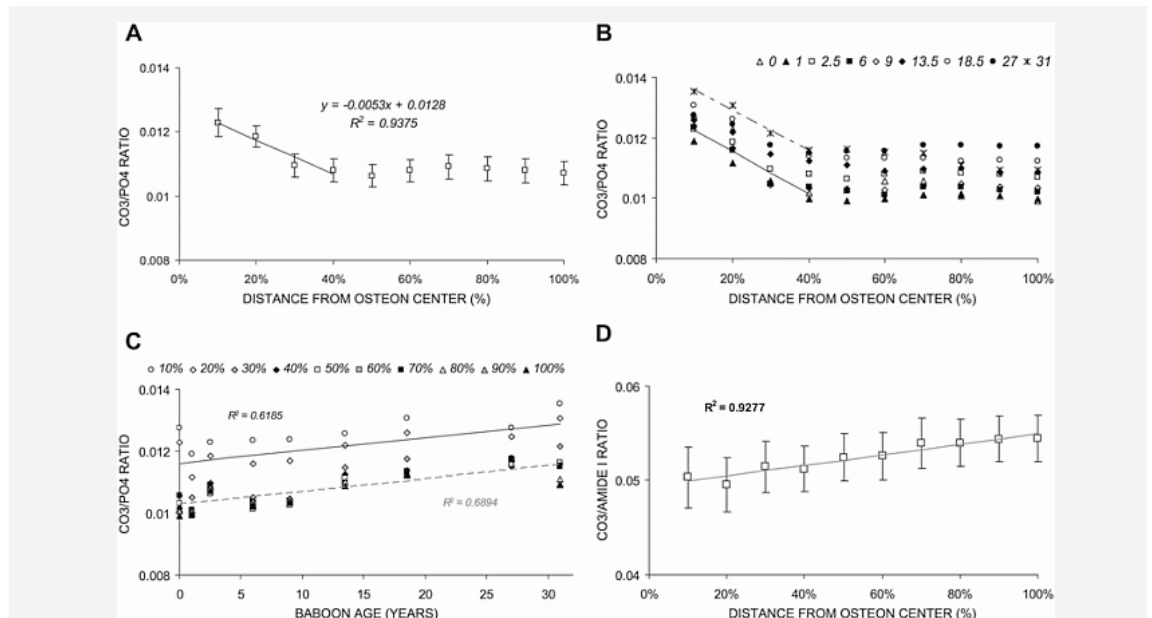 A
0.014
0.012
0.01
0.008
CO3/PO4 RATIO
y = -0.0053x + 0.0128
R² = 0.9375
0% 20% 40% 60% 80% 100%
DISTANCE FROM OSTEON CENTER (%)
B
0 1 2.5 6 9 13.5 18.5 27 31
0.014
0.012
0.01
0.008
CO3/PO4 RATIO
0% 20% 40% 60% 80% 100%
DISTANCE FROM OSTEON CENTER (%)
C
10% 20% 30% 40% 50% 60% 70% 80% 90% 100%
0.014
0.012
0.01
0.008
CO3/PO4 RATIO
R² = 0.6185
R² = 0.6894
0 5 10 15 20 25 30
BABOON AGE (YEARS)
D
0.06
0.05
0.04
CO3/AMIDE I RATIO
R² = 0.9277
0% 20% 40% 60% 80% 100%
DISTANCE FROM OSTEON CENTER (%)